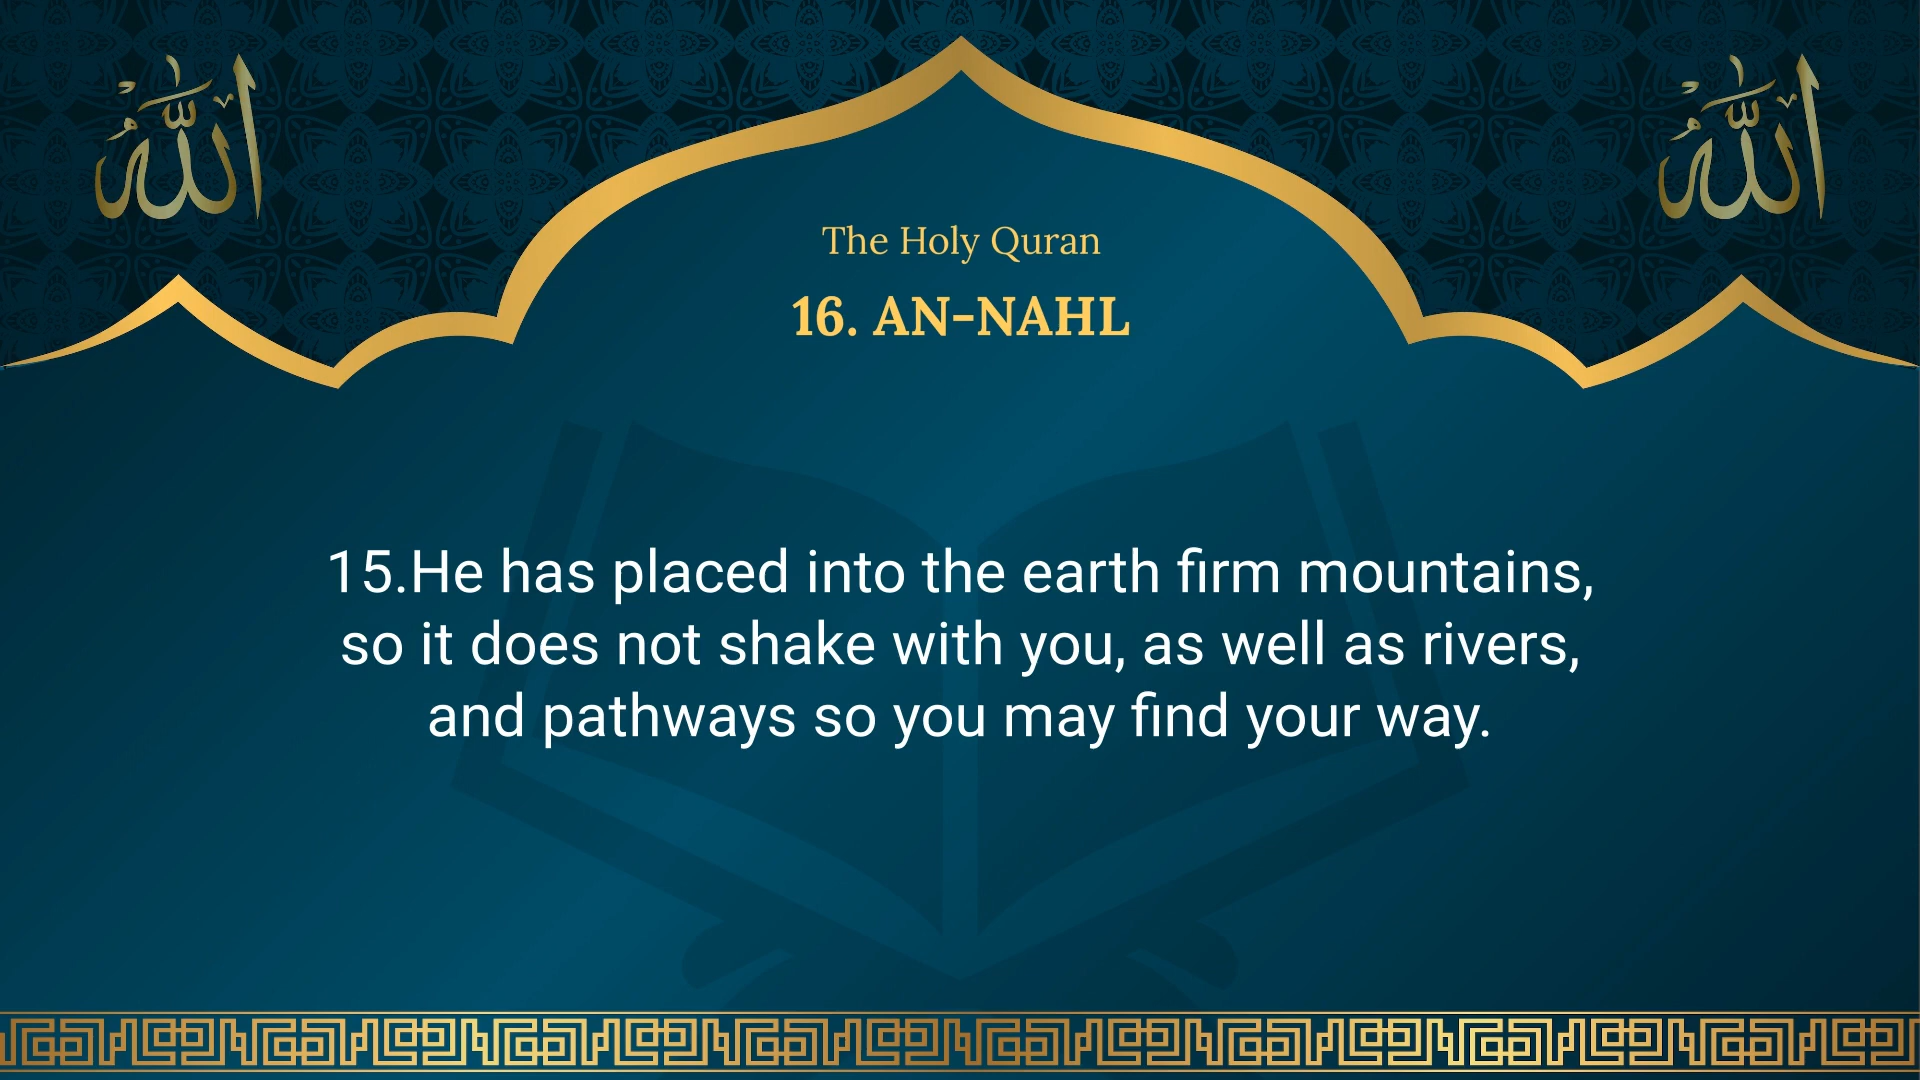 الله
الله
The Holy Quran
16. AN-NAHL
15.He has placed into the earth firm mountains,
so it does not shake with you, as well as rivers,
and pathways so you may find your way.